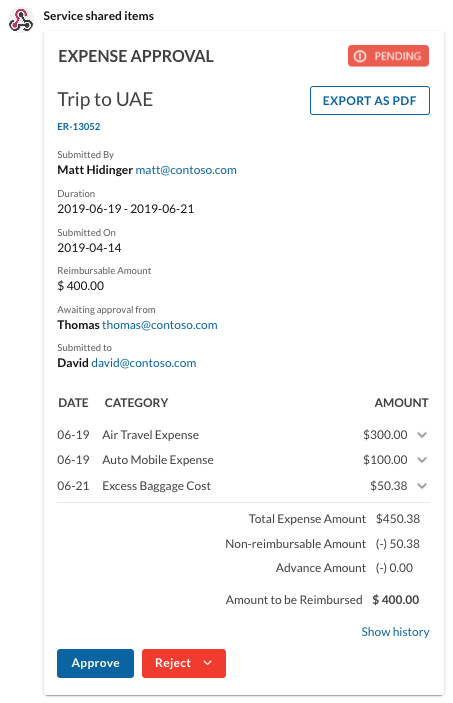 Service shared items
EXPENSE APPROVAL
PENDING
Trip to UAE
EXPORT AS PDF
ER-13052
Submitted By
Matt Hidinger matt@contoso.com
Duration
2019-06-19 - 2019-06-21
Submitted On
2019-04-14
Reimbursable Amount
$ 400.00
Awaiting approval from
Thomas thomas@contoso.com
Submitted to
David david@contoso.com
DATE CATEGORY AMOUNT
06-19 Air Travel Expense $300.00
06-19 Auto Mobile Expense $100.00
06-21 Excess Baggage Cost $50.38
Total Expense Amount $450.38
Non-reimbursable Amount (-) 50.38
Advance Amount (-) 0.00
Amount to be Reimbursed $ 400.00
Show history
Approve Reject